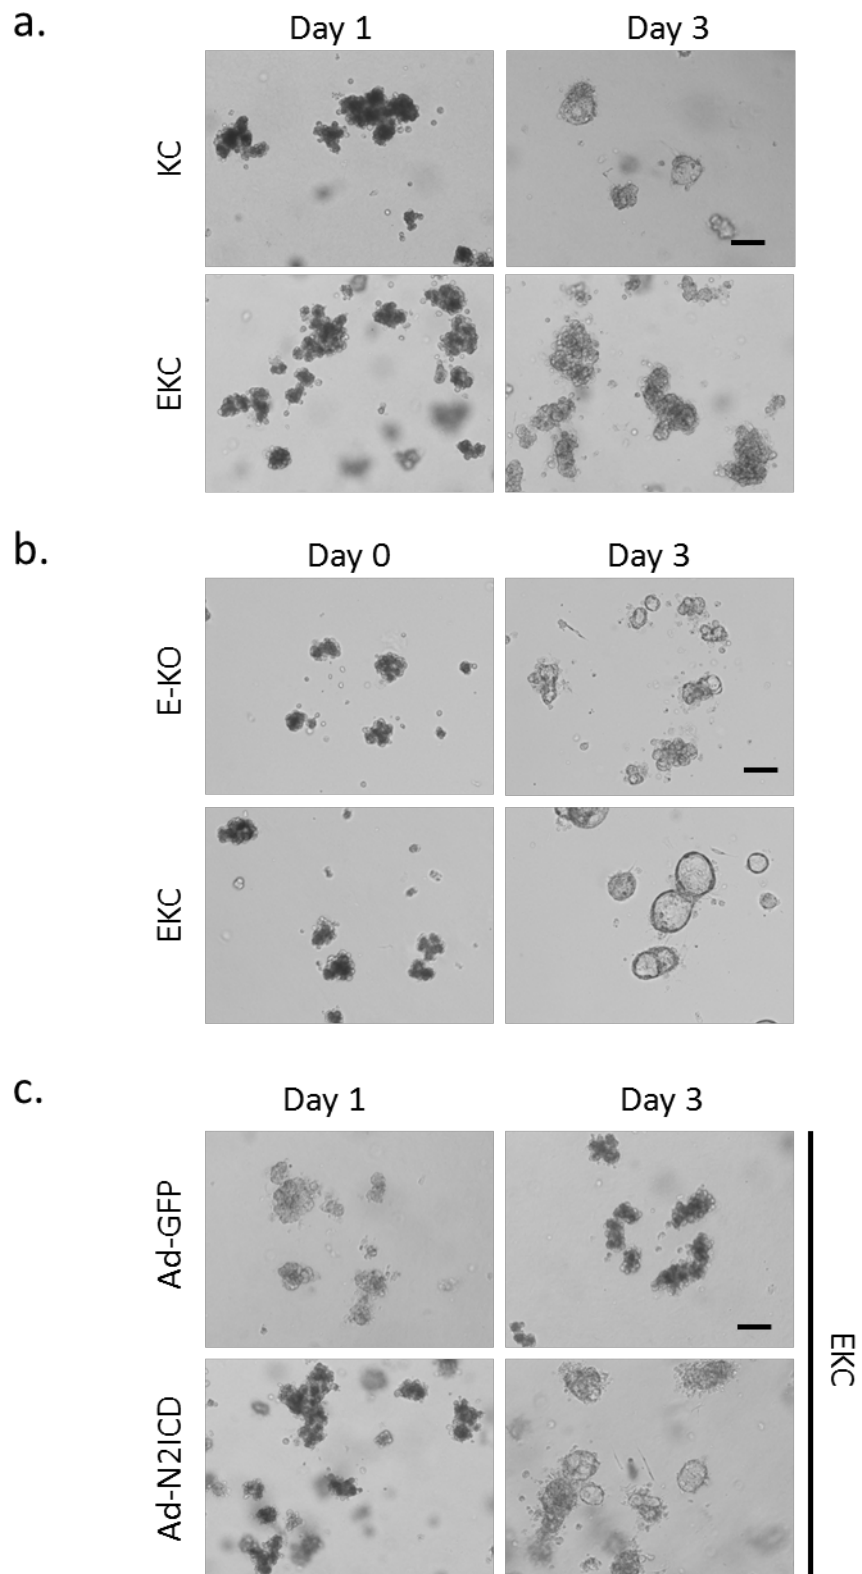 a.
Day 1 Day 3
KC
EKC
b.
Day 0 Day 3
E-KO
EKC
c.
Day 1 Day 3
Ad-GFP
Ad-N2ICD
EKC